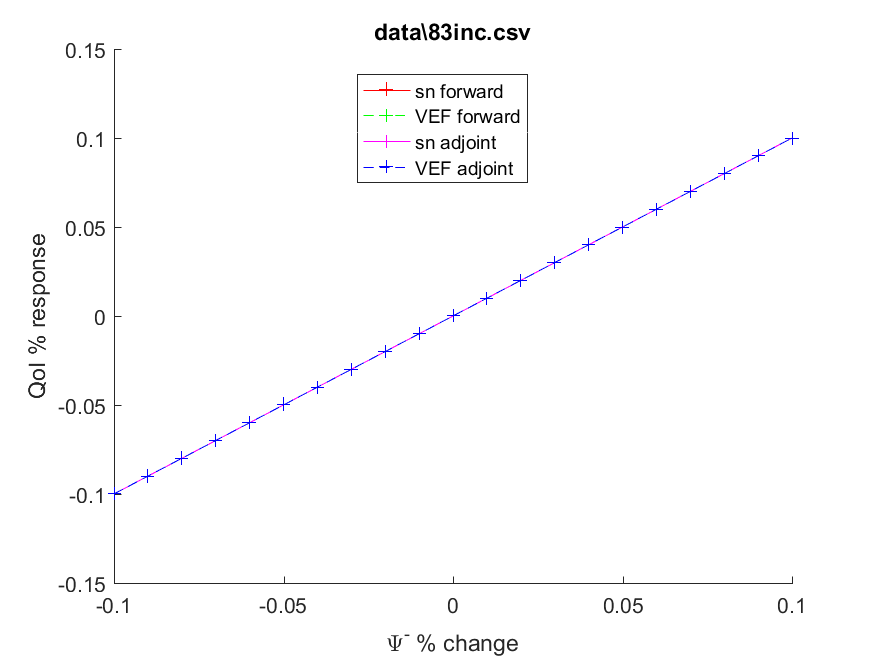 data\83inc.csv
0.15
0.1
0.05
0
-0.05
-0.1
-0.15
QoI % response
sn forward
VEF forward
sn adjoint
VEF adjoint
-0.1 -0.05 0 0.05 0.1
Ψ⁻ % change